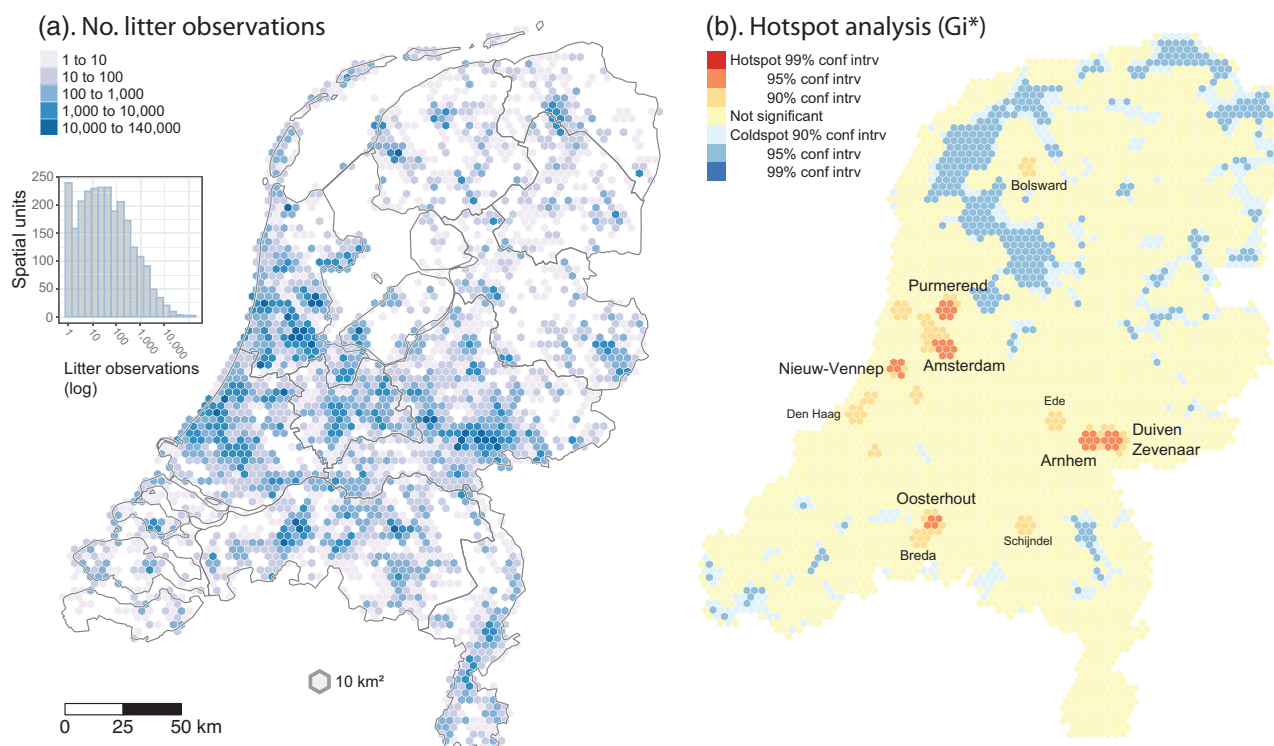 (a). No. litter observations
1 to 10
10 to 100
100 to 1,000
1,000 to 10,000
10,000 to 140,000
250
200
150
100
50
0
Spatial units
1
10
100
1,000
10,000
Litter observations
(log)
10 km²
0 25 50 km
(b). Hotspot analysis (Gi*)
Hotspot 99% conf intrv
95% conf intrv
90% conf intrv
Not significant
Coldspot 90% conf intrv
95% conf intrv
99% conf intrv
Bolsward
Purmerend
Amsterdam
Nieuw-Vennep
Den Haag
Ede
Duiven
Zevenaar
Arnhem
Oosterhout
Breda
Schijndel